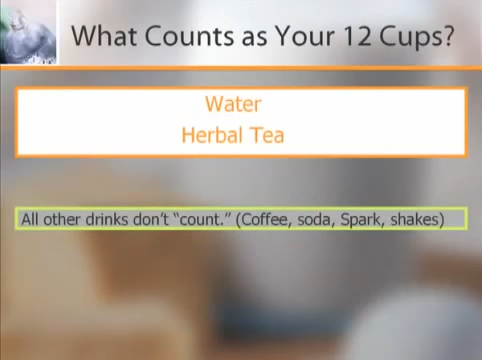 What Counts as Your 12 Cups?
Water
Herbal Tea
All other drinks don't “count.” (Coffee, soda, Spark, shakes)